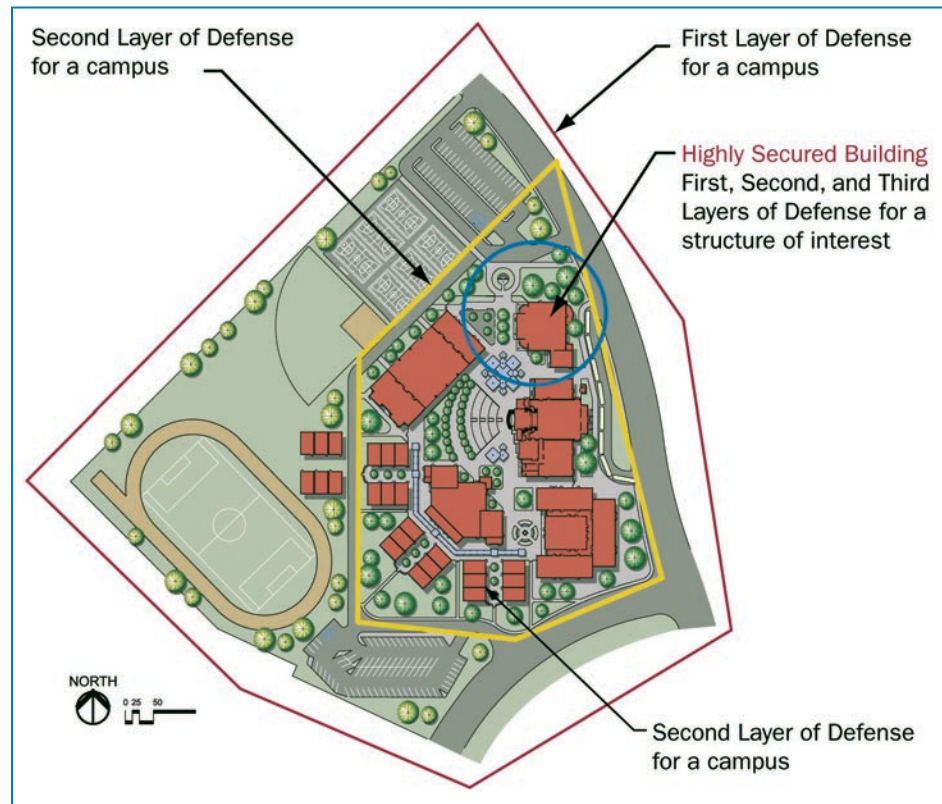 Second Layer of Defense
for a campus
First Layer of Defense
for a campus
Highly Secured Building
First, Second, and Third
Layers of Defense for a
structure of interest
NORTH
0 25 50
Second Layer of Defense
for a campus